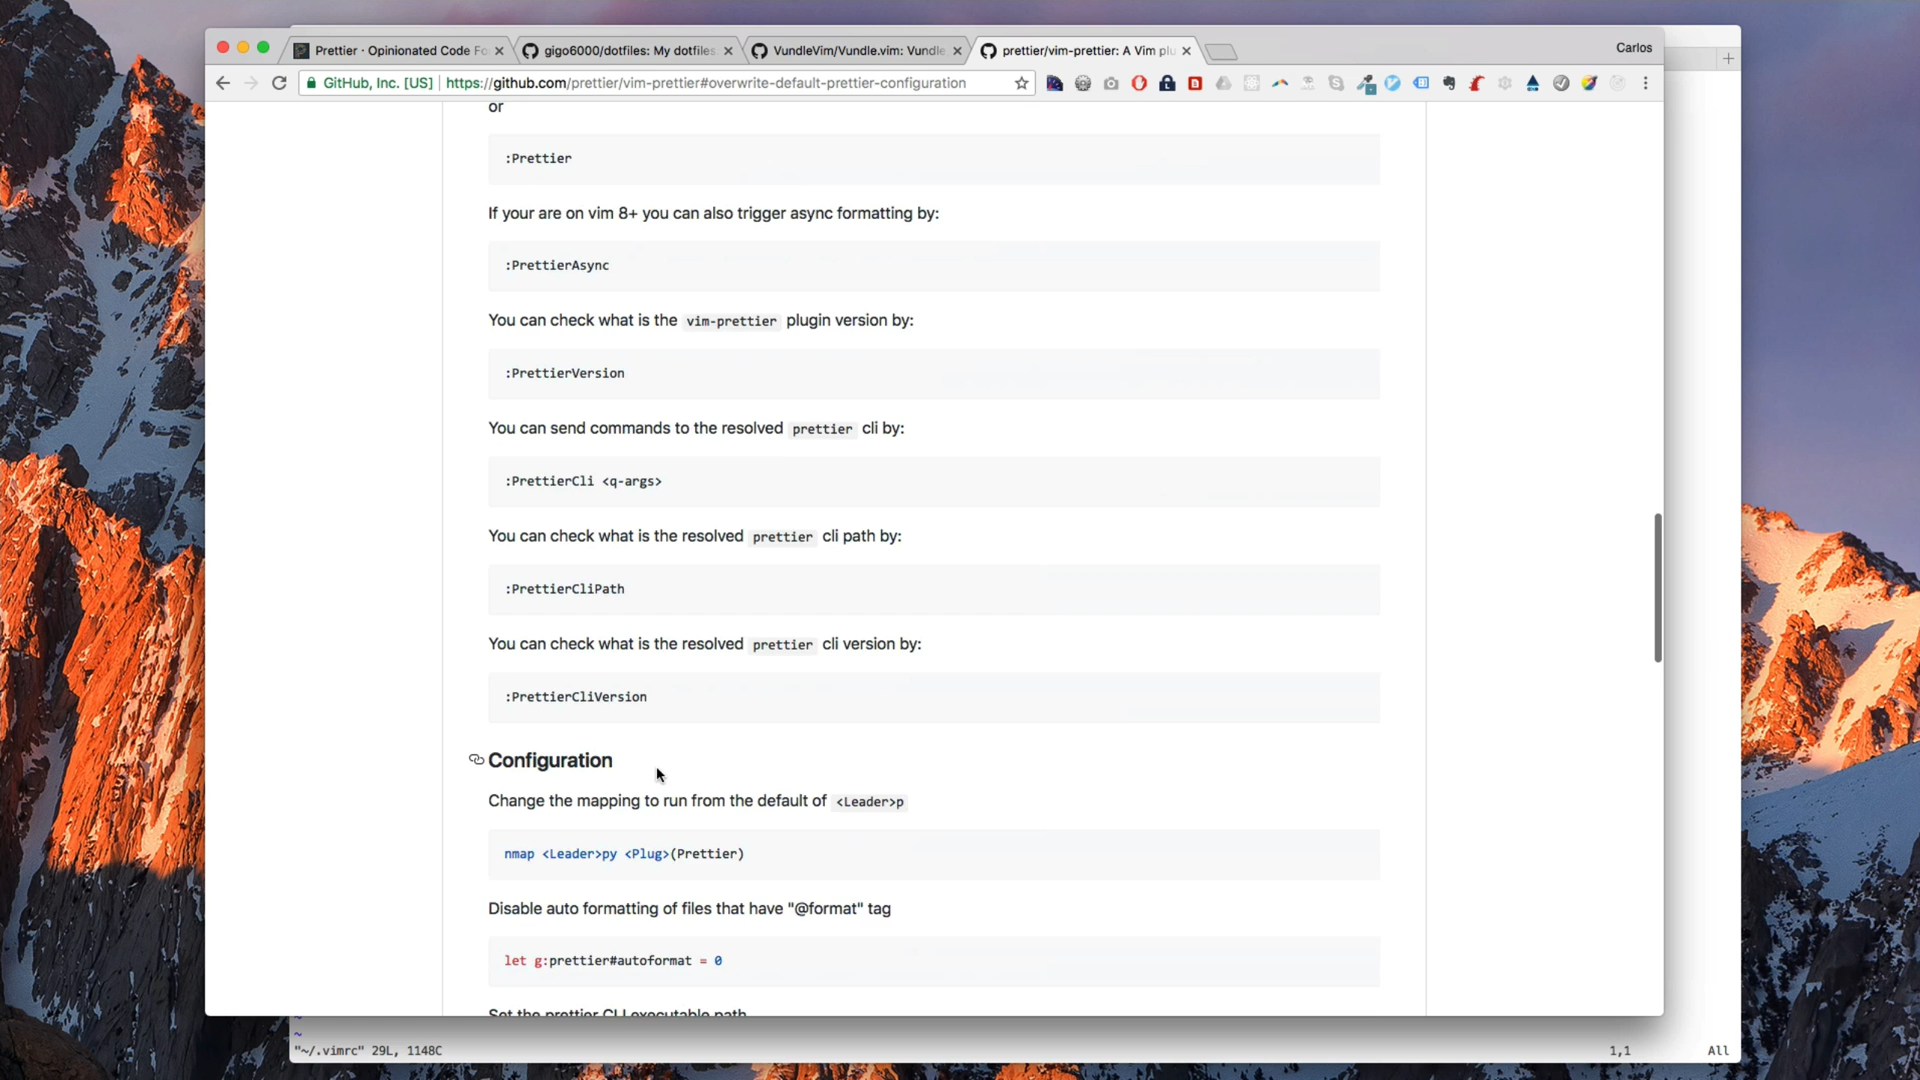 Prettier · Opinionated Code Fo
gigo6000/dotfiles: My dotfiles.
VundleVim/Vundle.vim: Vundle
prettier/vim-prettier: A Vim plu
Carlos
GitHub, Inc. [US]
https://github.com/prettier/vim-prettier#overwrite-default-prettier-configuration
or
:Prettier
If your are on vim 8+ you can also trigger async formatting by:
:PrettierAsync
You can check what is the vim-prettier plugin version by:
:PrettierVersion
You can send commands to the resolved prettier cli by:
:PrettierCli <q-args>
You can check what is the resolved prettier cli path by:
:PrettierCliPath
You can check what is the resolved prettier cli version by:
:PrettierCliVersion
Configuration
Change the mapping to run from the default of <Leader>p
nmap <Leader>py <Plug>(Prettier)
Disable auto formatting of files that have "@format" tag
let g:prettier#autoformat = 0
Set the prettier CLI executable path
~
~
"~/.vimrc" 29L, 1148C
1,1
All